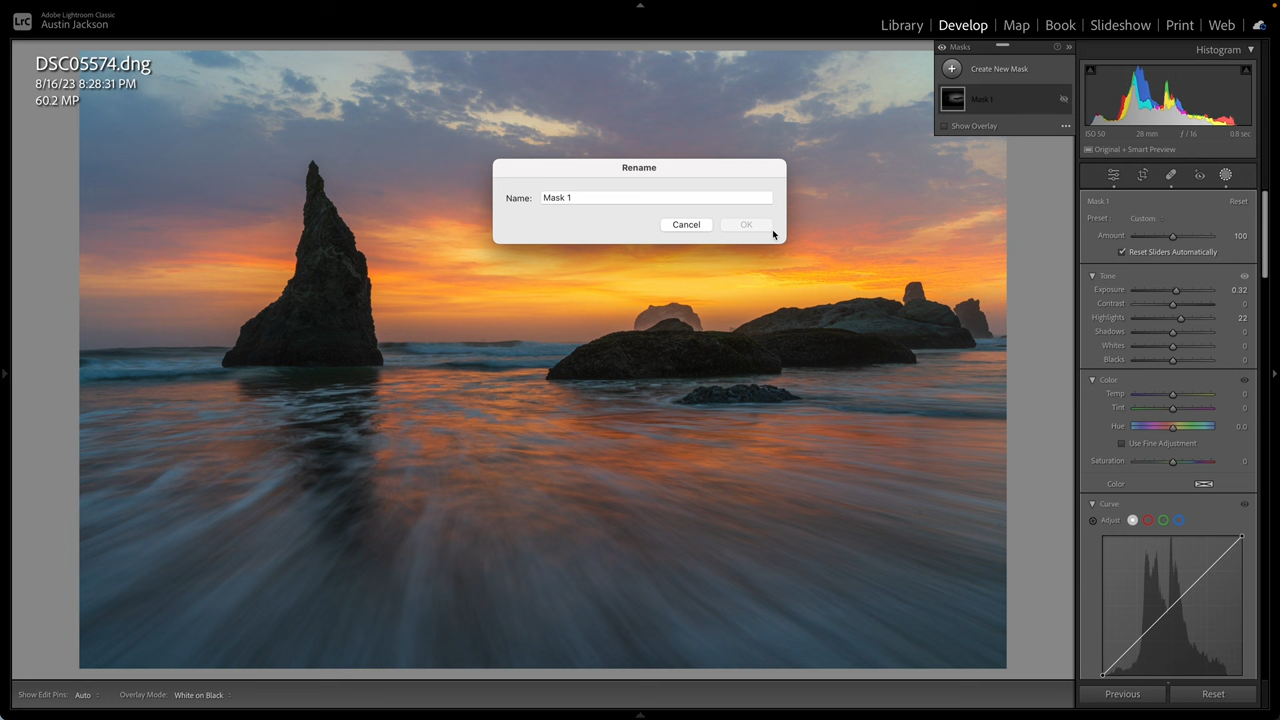 LrC
Adobe Lightroom Classic
Austin Jackson
Library | Develop | Map | Book | Slideshow | Print | Web
DSC05574.dng
8/16/23 8:28:31 PM
60.2 MP
Masks
Create New Mask
Mask 1
Show Overlay
Rename
Name: Mask 1
Cancel OK
Histogram
ISO 50 28 mm ƒ / 16 0.8 sec
Original + Smart Preview
Mask 1 Reset
Preset : Custom
Amount 100
Reset Sliders Automatically
Tone
Exposure 0.32
Contrast 0
Highlights 22
Shadows 0
Whites 0
Blacks 0
Color
Temp 0
Tint 0
Hue 0.0
Use Fine Adjustment
Saturation 0
Color
Curve
Adjust
Previous Reset
Show Edit Pins: Auto Overlay Mode: White on Black